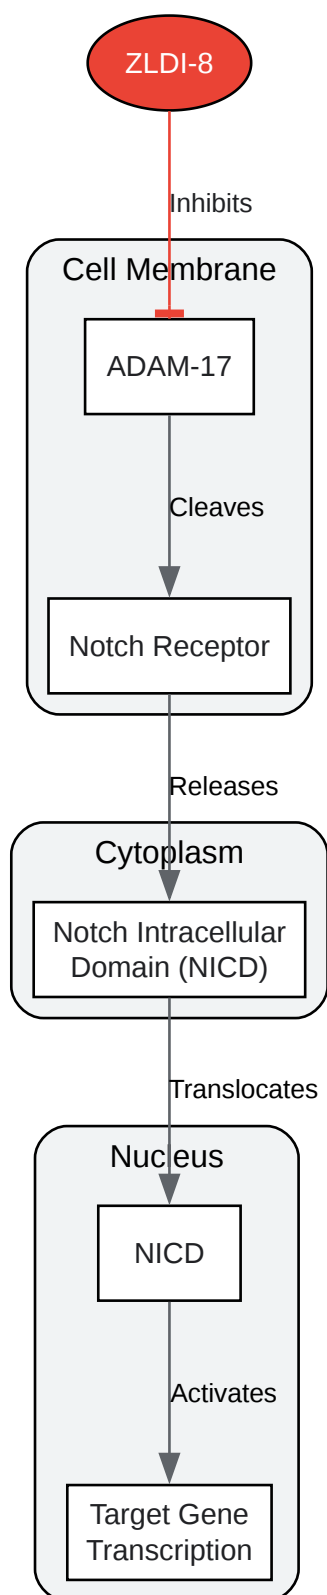 ZLDI-8
Inhibits
Cell Membrane
ADAM-17
Cleaves
Notch Receptor
Releases
Cytoplasm
Notch Intracellular
Domain (NICD)
Translocates
Nucleus
NICD
Activates
Target Gene
Transcription